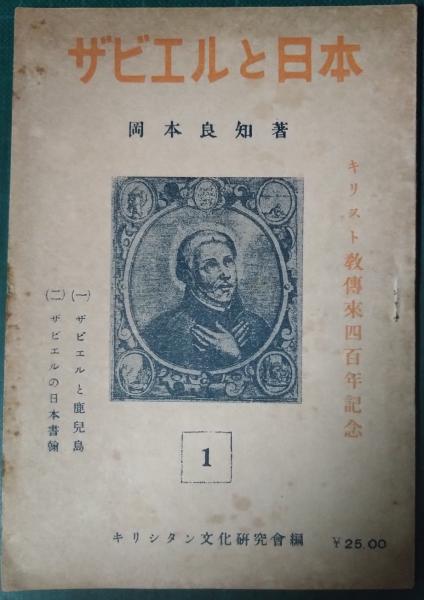 ザビエルと日本
岡本良知著
キリスト教傳來四百年記念
(一) ザビエルと鹿兒島
(二) ザビエルの日本書翰
1
キリシタン文化研究會編
￥25.00